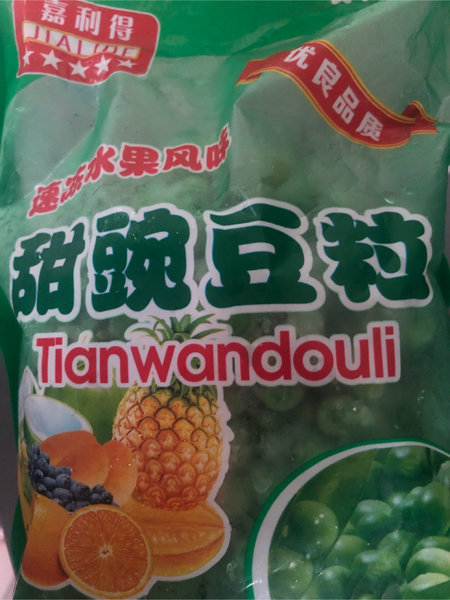 嘉利得
JIALIDE
优良品质
速冻水果风味
甜豌豆粒
Tianwandouli